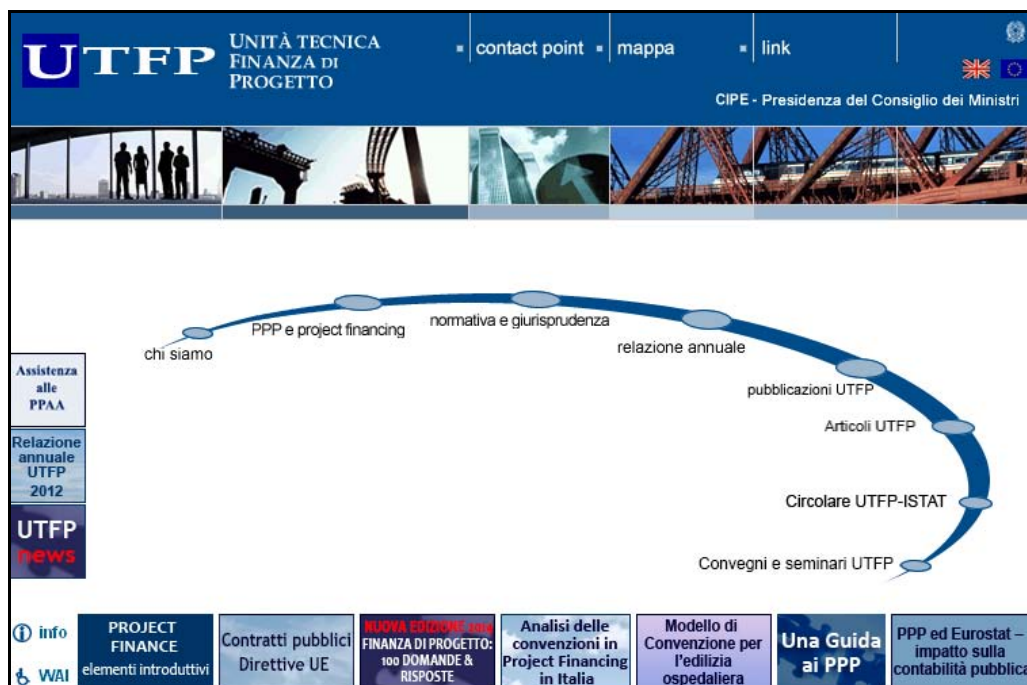 UTFP
UNITÀ TECNICA
FINANZA DI
PROGETTO
contact point
mappa
link
CIPE - Presidenza del Consiglio dei Ministri
chi siamo
PPP e project financing
normativa e giurisprudenza
relazione annuale
pubblicazioni UTFP
Articoli UTFP
Circolare UTFP-ISTAT
Convegni e seminari UTFP
Assistenza
alle
PPAA
Relazione
annuale
UTFP
2012
UTFP
news
info
WAI
PROJECT
FINANCE
elementi introduttivi
Contratti pubblici
Direttive UE
NUOVA EDIZIONE 2014
FINANZA DI PROGETTO:
100 DOMANDE &
RISPOSTE
Analisi delle
convenzioni in
Project Financing
in Italia
Modello di
Convenzione per
l'edilizia
ospedaliera
Una Guida
ai PPP
PPP ed Eurostat –
impatto sulla
contabilità pubblica